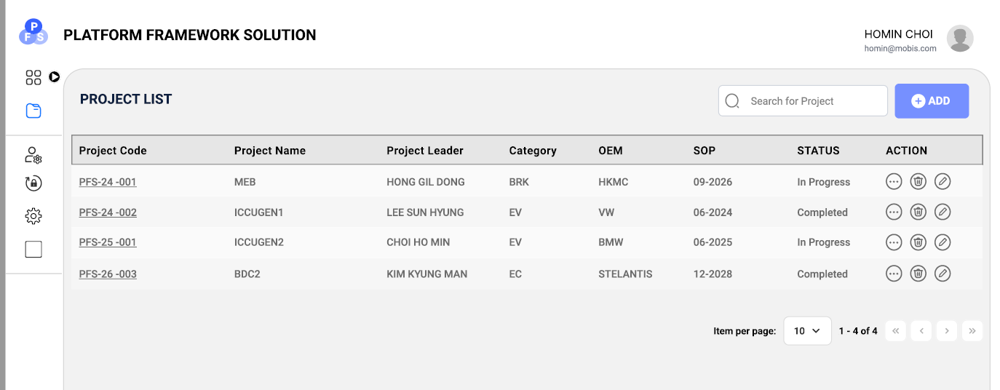 P
F S
PLATFORM FRAMEWORK SOLUTION
HOMIN CHOI
homin@mobis.com
PROJECT LIST
Search for Project
ADD
Project Code Project Name Project Leader Category OEM SOP STATUS ACTION
PFS-24 -001 MEB HONG GIL DONG BRK HKMC 09-2026 In Progress
PFS-24 -002 ICCUGEN1 LEE SUN HYUNG EV VW 06-2024 Completed
PFS-25 -001 ICCUGEN2 CHOI HO MIN EV BMW 06-2025 In Progress
PFS-26 -003 BDC2 KIM KYUNG MAN EC STELANTIS 12-2028 Completed
Item per page: 10 1 - 4 of 4